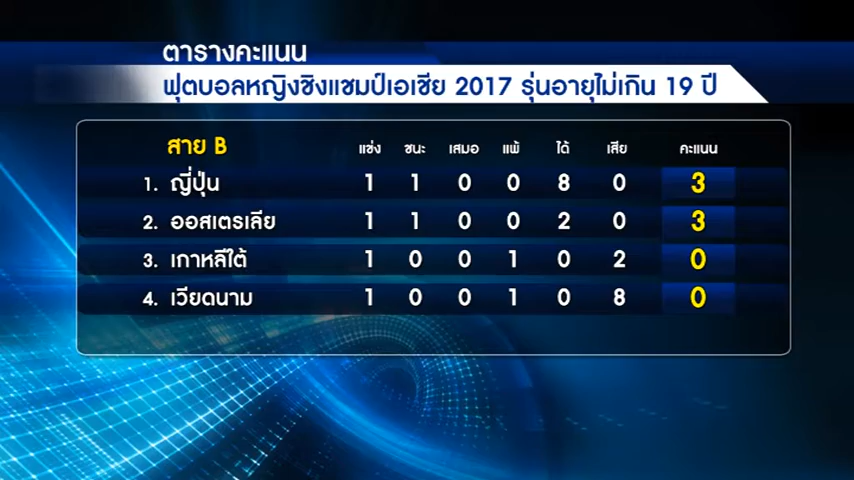 ตารางคะแนน
ฟุตบอลหญิงชิงแชมป์เอเชีย 2017 รุ่นอายุไม่เกิน 19 ปี
สาย B แข่ง ชนะ เสมอ แพ้ ได้ เสีย คะแนน
1. ญี่ปุ่น 1 1 0 0 8 0 3
2. ออสเตรเลีย 1 1 0 0 2 0 3
3. เกาหลีใต้ 1 0 0 1 0 2 0
4. เวียดนาม 1 0 0 1 0 8 0